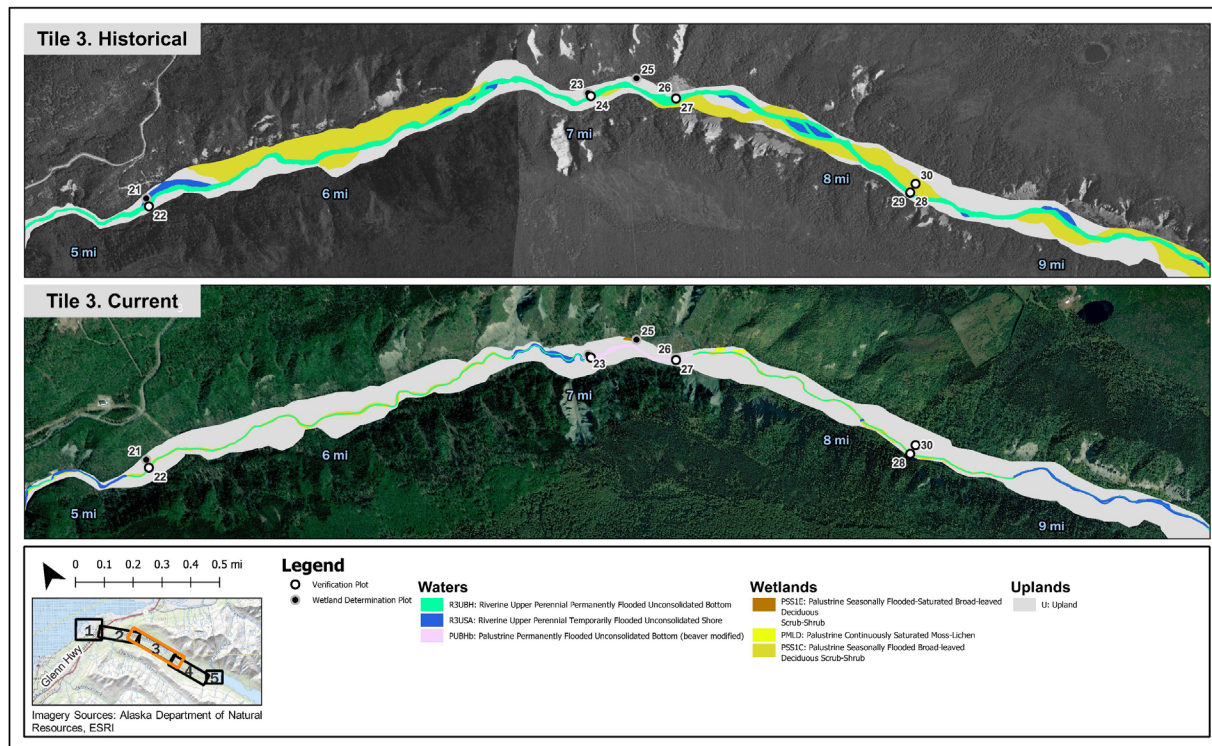 Tile 3. Historical
25
23
26
24
27
7 mi
21
22
6 mi
8 mi
30
29
28
5 mi
9 mi
Tile 3. Current
25
26
23
27
7 mi
21
22
6 mi
8 mi
30
28
5 mi
9 mi
0 0.1 0.2 0.3 0.4 0.5 mi
1
2
3
4
5
Glenn Hwy
Imagery Sources: Alaska Department of Natural
Resources, ESRI
Legend
Verification Plot
Wetland Determination Plot
Waters
R3UBH: Riverine Upper Perennial Permanently Flooded Unconsolidated Bottom
R3USA: Riverine Upper Perennial Temporarily Flooded Unconsolidated Shore
PUBHb: Palustrine Permanently Flooded Unconsolidated Bottom (beaver modified)
Wetlands
PSS1E: Palustrine Seasonally Flooded-Saturated Broad-leaved
Deciduous
Scrub-Shrub
PMLD: Palustrine Continuously Saturated Moss-Lichen
PSS1C: Palustrine Seasonally Flooded Broad-leaved
Deciduous Scrub-Shrub
Uplands
U: Upland